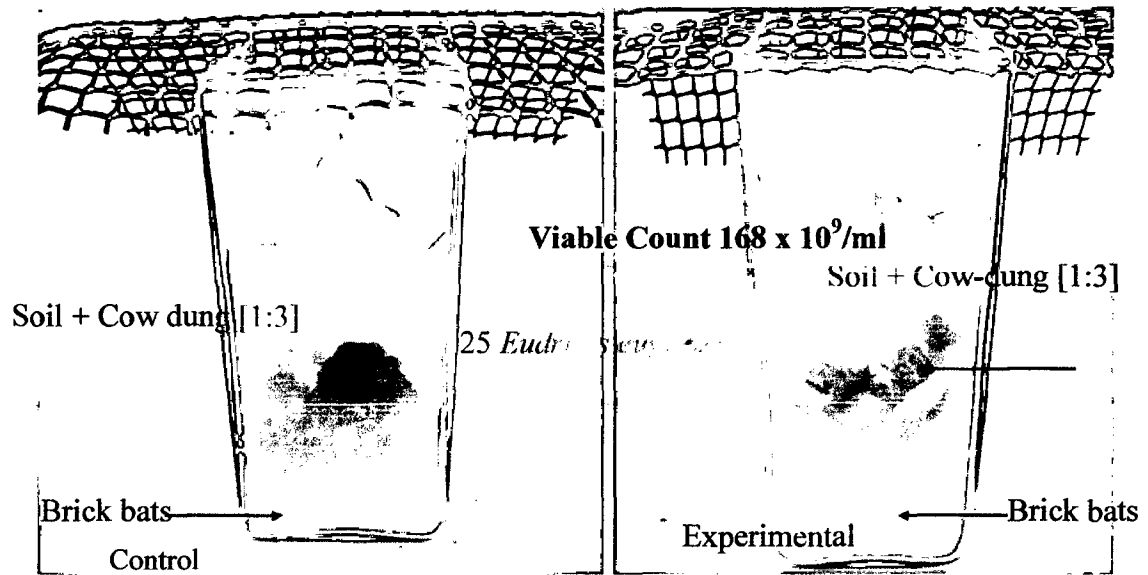 Viable Count 168 x 10⁹/ml
Soil + Cow-dung [1:3]
Soil + Cow dung [1:3]
25
Brick bats
Brick bats
Experimental
Control